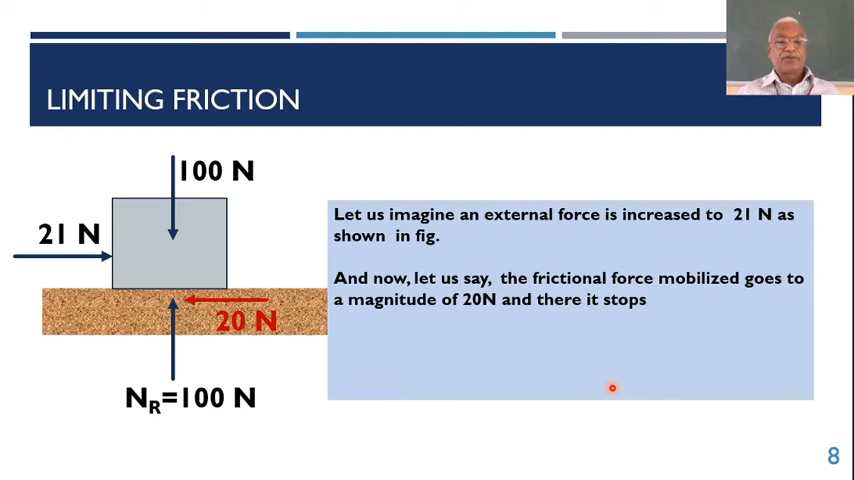 LIMITING FRICTION
100 N
21 N
20 N
NR=100 N
Let us imagine an external force is increased to 21 N as
shown in fig.
And now, let us say, the frictional force mobilized goes to
a magnitude of 20N and there it stops
8